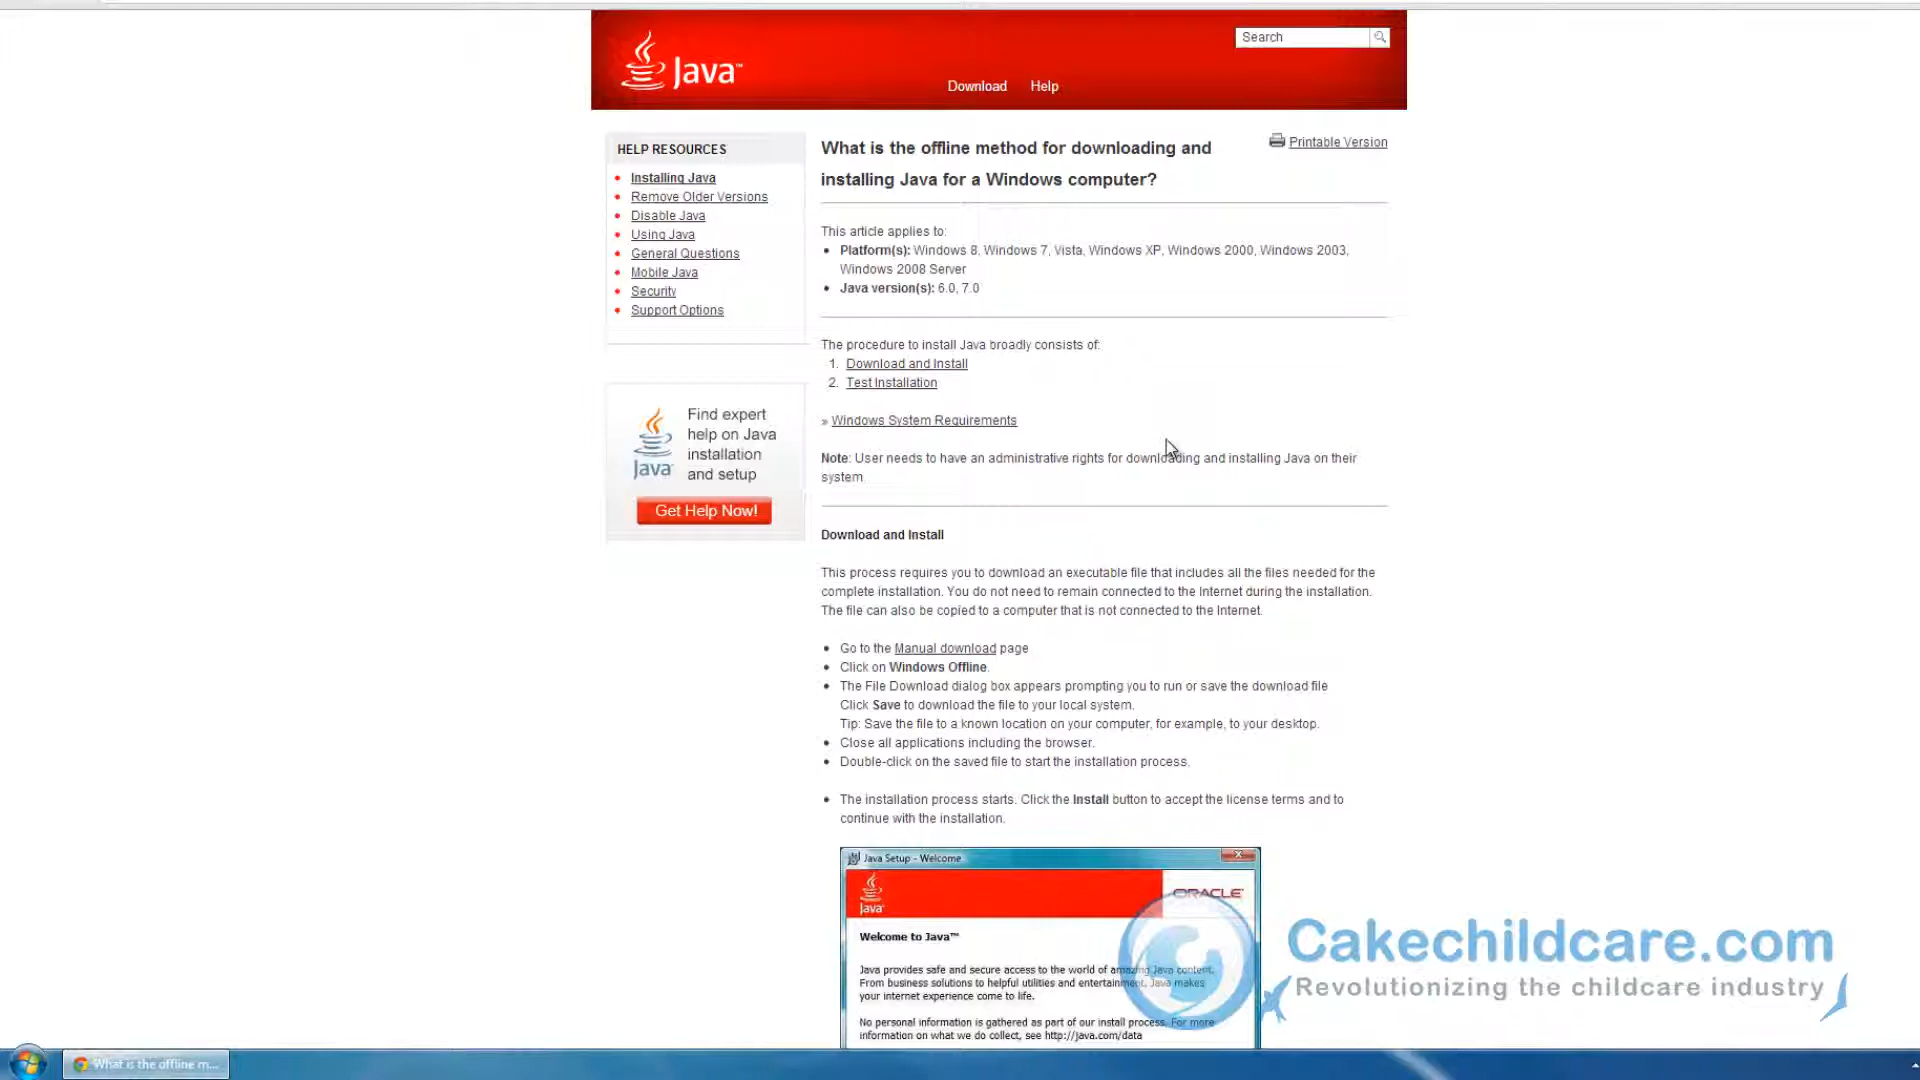 Search
Java™
Download Help
HELP RESOURCES
Installing Java
Remove Older Versions
Disable Java
Using Java
General Questions
Mobile Java
Security
Support Options
Find expert
help on Java
installation
and setup
Java
Get Help Now!
What is the offline method for downloading and
installing Java for a Windows computer?
Printable Version
This article applies to:
Platform(s): Windows 8, Windows 7, Vista, Windows XP, Windows 2000, Windows 2003,
Windows 2008 Server
Java version(s): 6.0, 7.0
The procedure to install Java broadly consists of:
1. Download and Install
2. Test Installation
» Windows System Requirements
Note: User needs to have an administrative rights for downloading and installing Java on their
system
Download and Install
This process requires you to download an executable file that includes all the files needed for the
complete installation. You do not need to remain connected to the Internet during the installation.
The file can also be copied to a computer that is not connected to the Internet.
Go to the Manual download page
Click on Windows Offline.
The File Download dialog box appears prompting you to run or save the download file
Click Save to download the file to your local system.
Tip: Save the file to a known location on your computer, for example, to your desktop.
Close all applications including the browser.
Double-click on the saved file to start the installation process.
The installation process starts. Click the Install button to accept the license terms and to
continue with the installation.
Java Setup - Welcome
Java
ORACLE
Welcome to Java™
Java provides safe and secure access to the world of amazing Java content.
From business solutions to helpful utilities and entertainment, Java makes
your internet experience come to life.
No personal information is gathered as part of our install process. For more
information on what we do collect, see http://java.com/data
Cakechildcare.com
Revolutionizing the childcare industry
What is the offline m...